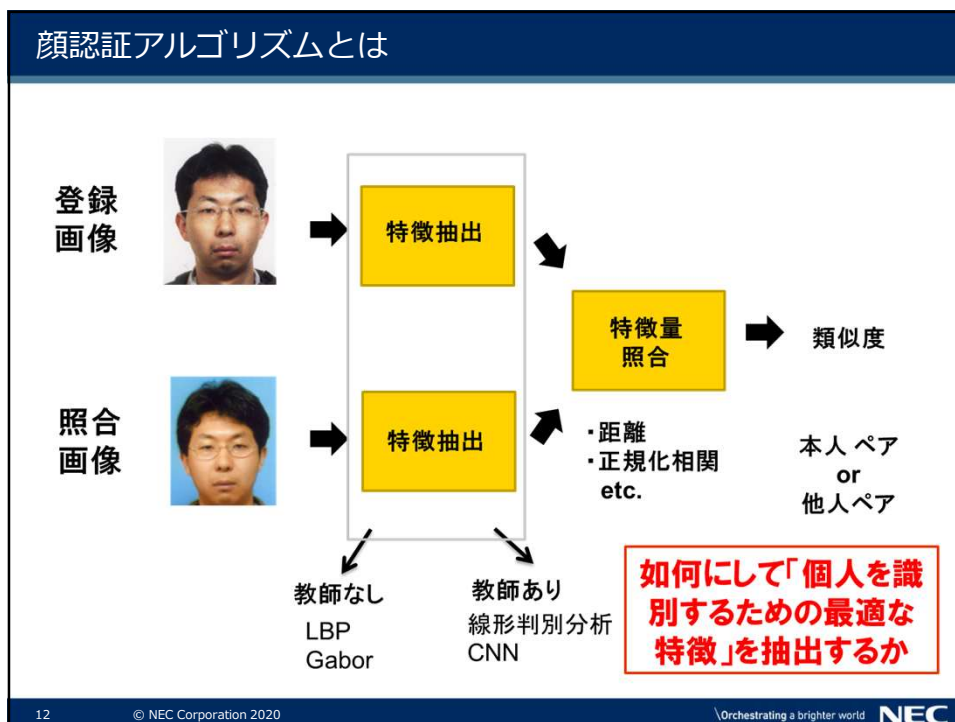 顔認証アルゴリズムとは
登録
画像
特徴抽出
特徴量
照合
類似度
照合
画像
特徴抽出
・距離
・正規化相関
etc.
本人 ペア
or
他人ペア
教師なし
LBP
Gabor
教師あり
線形判別分析
CNN
如何にして「個人を識
別するための最適な
特徴」を抽出するか
12
© NEC Corporation 2020
\Orchestrating a brighter world
NEC